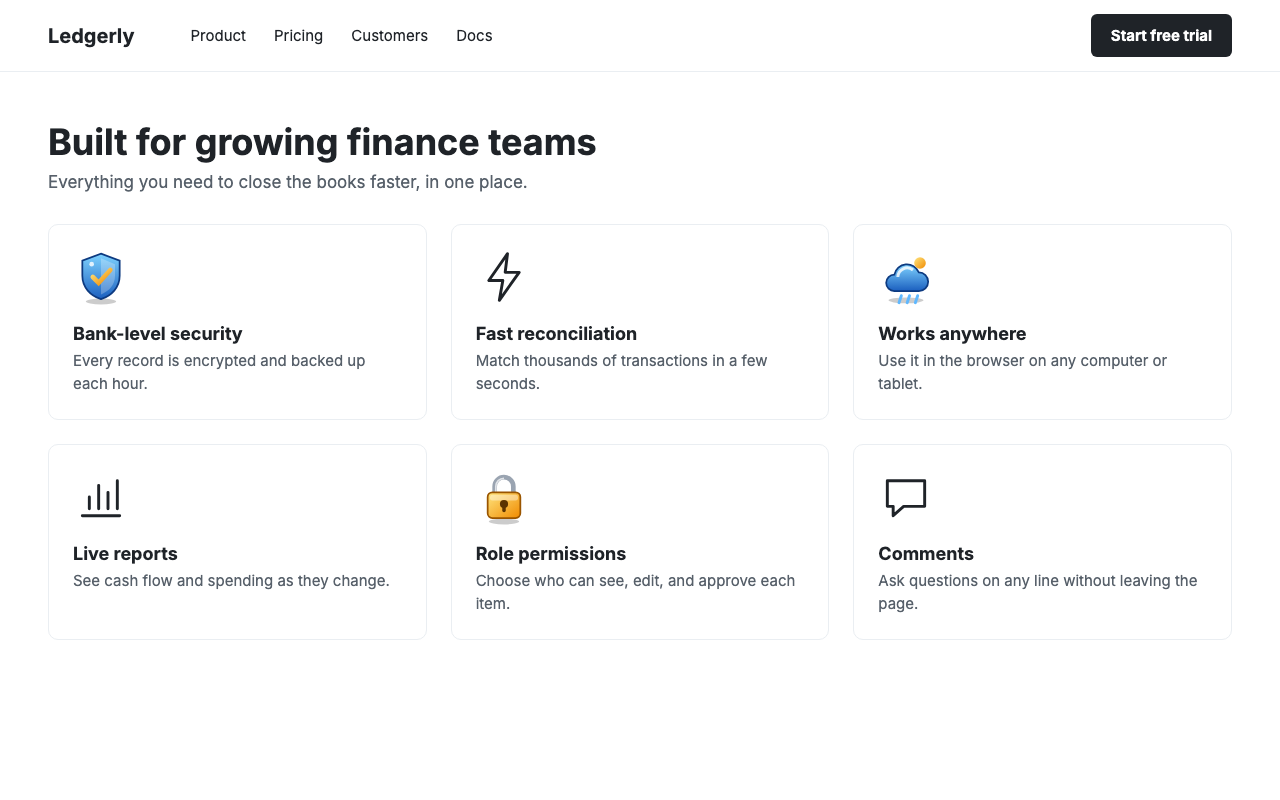 Ledgerly
Product
Pricing
Customers
Docs
Start free trial
Built for growing finance teams
Everything you need to close the books faster, in one place.
Bank-level security
Every record is encrypted and backed up
each hour.
Fast reconciliation
Match thousands of transactions in a few
seconds.
Works anywhere
Use it in the browser on any computer or
tablet.
Live reports
See cash flow and spending as they change.
Role permissions
Choose who can see, edit, and approve each
item.
Comments
Ask questions on any line without leaving the
page.